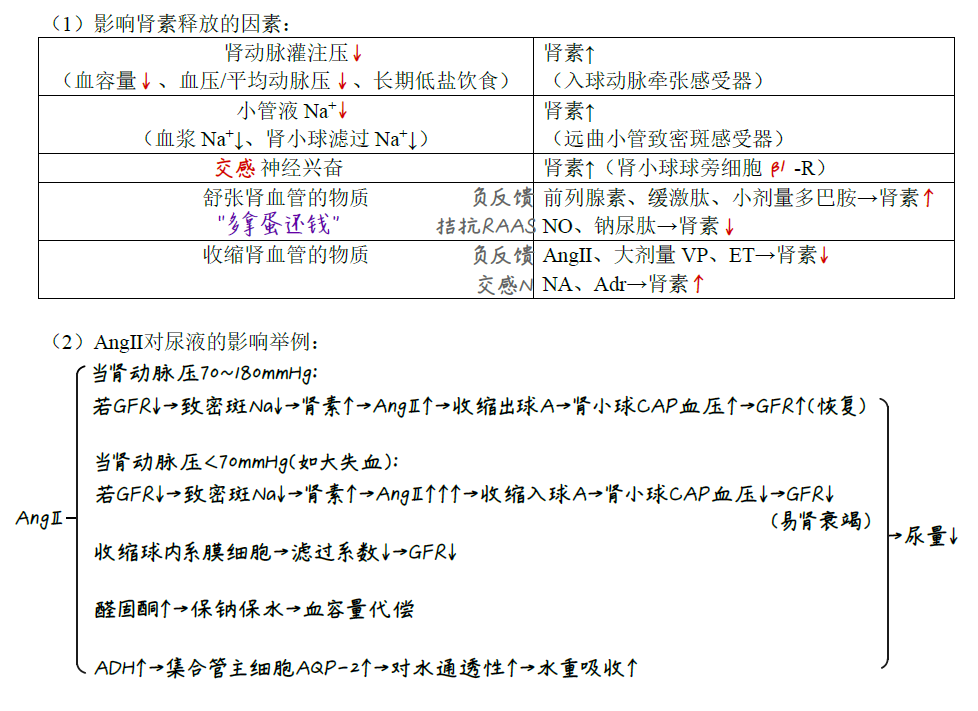 （1）影响肾素释放的因素：
肾动脉灌注压↓
（血容量↓、血压/平均动脉压↓、长期低盐饮食）
肾素↑
（入球动脉牵张感受器）
小管液 Na⁺↓
（血浆 Na⁺↓、肾小球滤过 Na⁺↓）
肾素↑
（远曲小管致密斑感受器）
交感神经兴奋
肾素↑（肾小球球旁细胞 β1 -R）
舒张肾血管的物质
"多拿蛋还钱"
负反馈
拮抗RAAS
前列腺素、缓激肽、小剂量多巴胺→肾素↑
NO、钠尿肽→肾素↓
收缩肾血管的物质
负反馈
交感N
AngII、大剂量 VP、ET→肾素↓
NA、Adr→肾素↑
（2）AngⅡ对尿液的影响举例：
当肾动脉压70~180mmHg:
若GFR↓→致密斑Na↓→肾素↑→AngⅡ↑→收缩出球A→肾小球CAP血压↑→GFR↑(恢复)
当肾动脉压<70mmHg(如大失血):
若GFR↓→致密斑Na↓→肾素↑→AngⅡ↑↑↑→收缩入球A→肾小球CAP血压↓→GFR↓
(易肾衰竭)
AngⅡ
→尿量↓
收缩球内系膜细胞→滤过系数↓→GFR↓
醛固酮↑→保钠保水→血容量代偿
ADH↑→集合管主细胞AQP-2↑→对水通透性↑→水重吸收↑